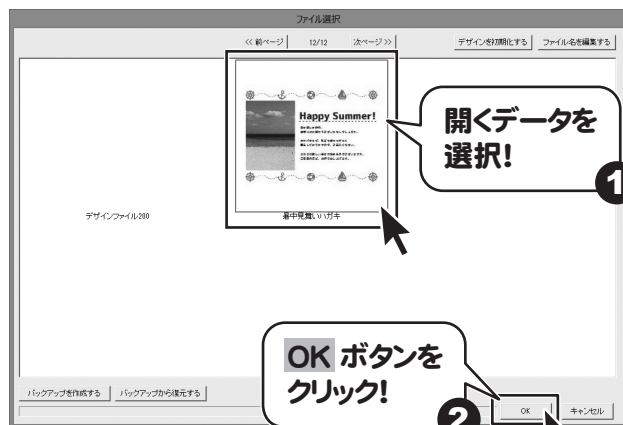 ファイル選択
<< 前ページ
12/12
次ページ >>
デザインを初期化する
ファイル名を編集する
Happy Summer!
開くデータを
選択!
1
デザインファイル200
暑中見舞いハガキ
OK ボタンを
クリック!
2
バックアップを作成する
バックアップから復元する
OK
キャンセル